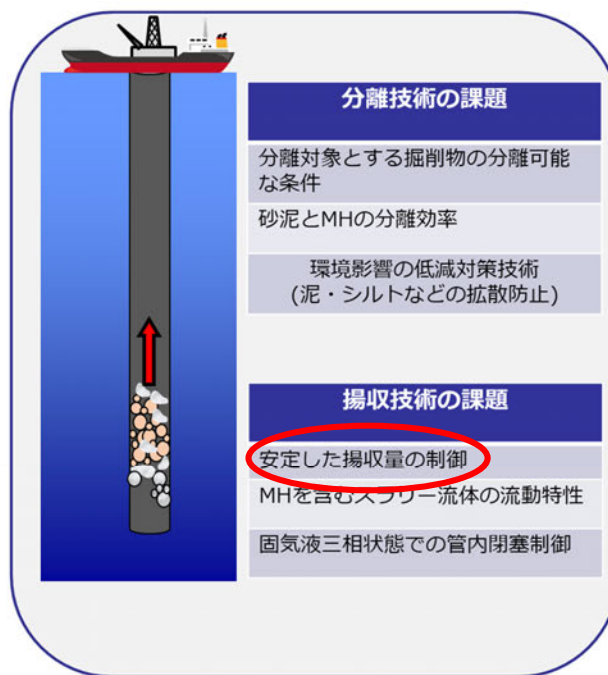 分離技術の課題
分離対象とする掘削物の分離可能
な条件
砂泥とMHの分離効率
環境影響の低減対策技術
(泥・シルトなどの拡散防止)
揚収技術の課題
安定した揚収量の制御
MHを含むスラリー流体の流動特性
固気液三相状態での管内閉塞制御